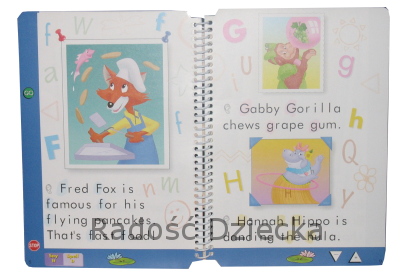 f
F
GO
Fred Fox is
famous for his
flying pancakes.
That's fast food!
STOP
G
g
Gabby Gorilla
chews grape gum.
H
h
Q
H
Hannah Hippo is
dancing the hula.
Radość Dziecka